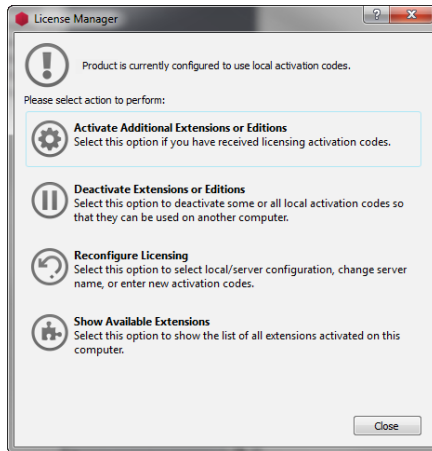 License Manager
Product is currently configured to use local activation codes.
Please select action to perform:
Activate Additional Extensions or Editions
Select this option if you have received licensing activation codes.
Deactivate Extensions or Editions
Select this option to deactivate some or all local activation codes so
that they can be used on another computer.
Reconfigure Licensing
Select this option to select local/server configuration, change server
name, or enter new activation codes.
Show Available Extensions
Select this option to show the list of all extensions activated on this
computer.
Close